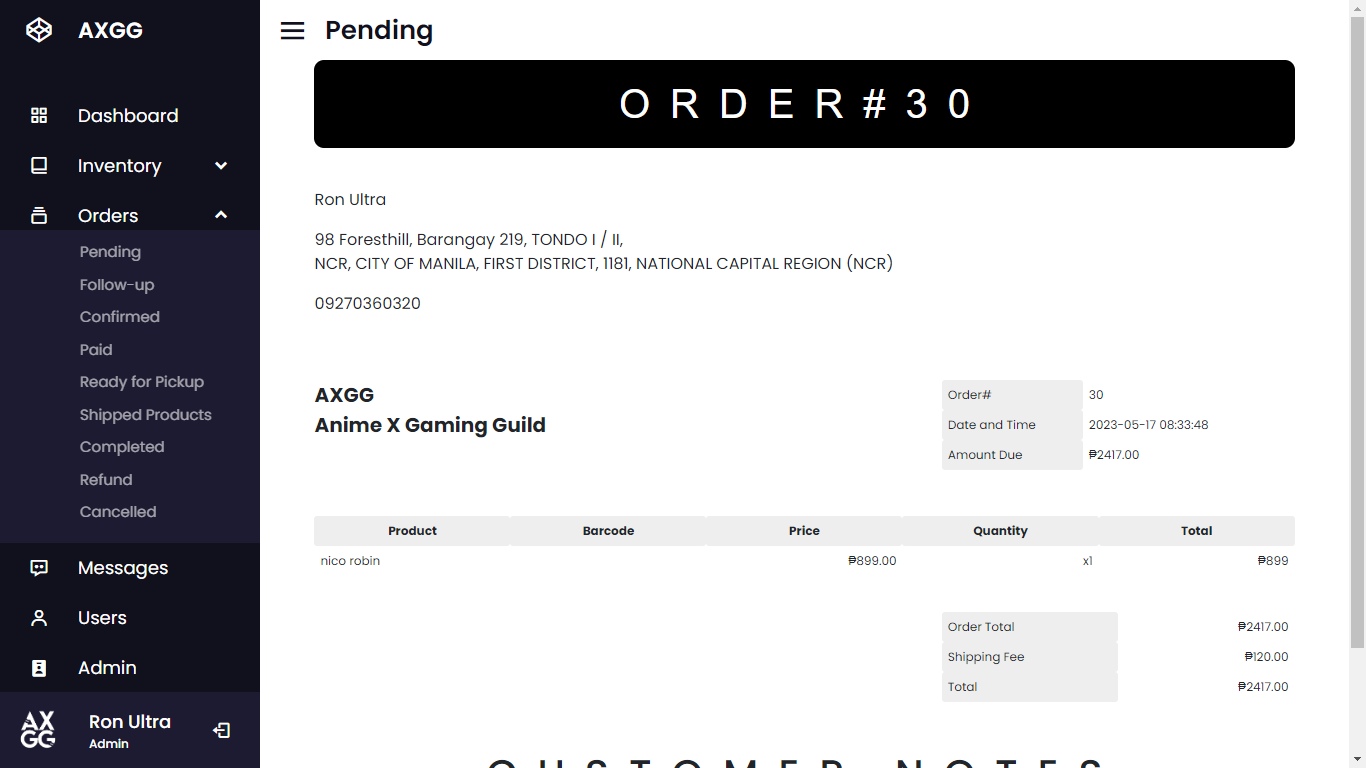 AXGG
Dashboard
Inventory
Orders
Pending
Follow-up
Confirmed
Paid
Ready for Pickup
Shipped Products
Completed
Refund
Cancelled
Messages
Users
Admin
AX
GG
Ron Ultra
Admin
Pending
ORDER#30
Ron Ultra
98 Foresthill, Barangay 219, TONDO I / II,
NCR, CITY OF MANILA, FIRST DISTRICT, 1181, NATIONAL CAPITAL REGION (NCR)
09270360320
AXGG
Anime X Gaming Guild
Order# 30
Date and Time 2023-05-17 08:33:48
Amount Due ₱2417.00
Product Barcode Price Quantity Total
nico robin ₱899.00 x1 ₱899
Order Total ₱2417.00
Shipping Fee ₱120.00
Total ₱2417.00
CUSTOMER NOTES